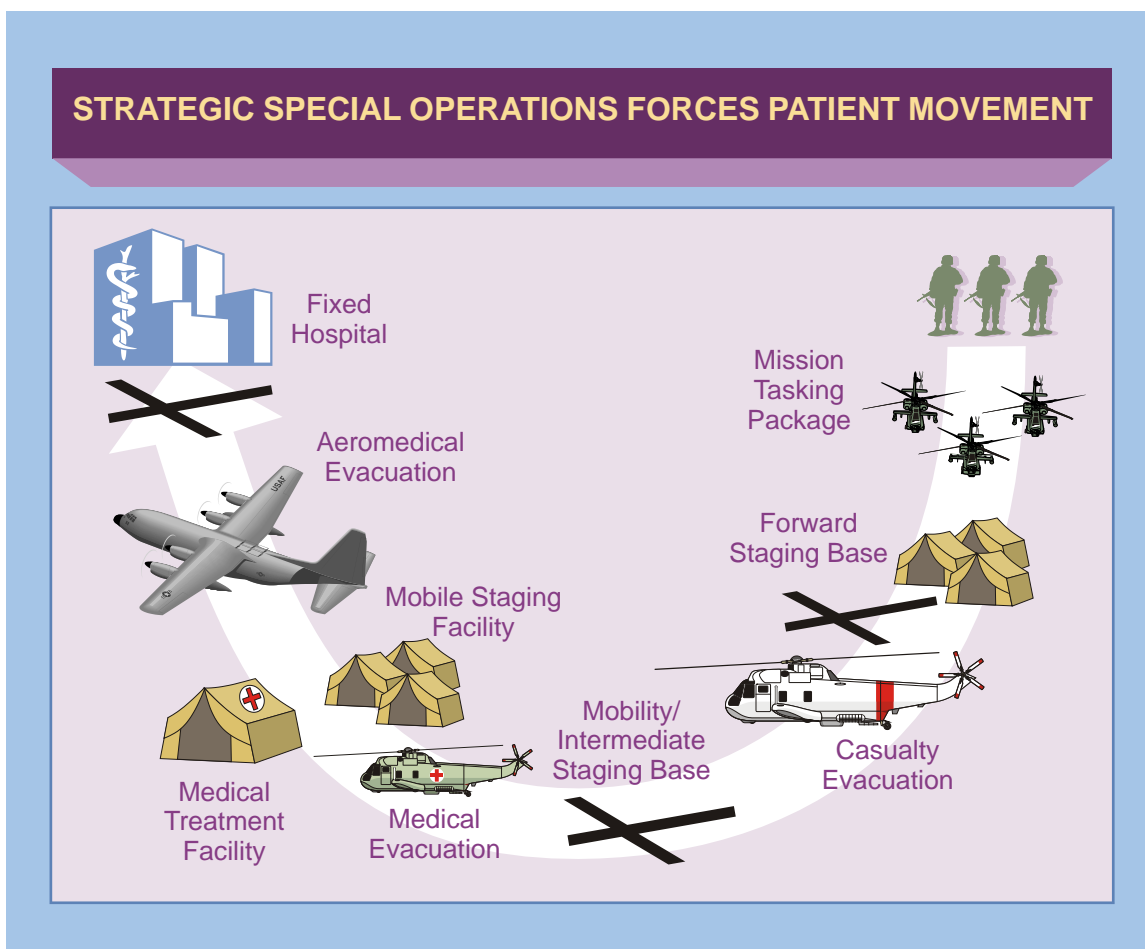 STRATEGIC SPECIAL OPERATIONS FORCES PATIENT MOVEMENT
Fixed
Hospital
Mission
Tasking
Package
Aeromedical
Evacuation
USAF
Forward
Staging Base
Mobile Staging
Facility
Mobility/
Intermediate
Staging Base
Casualty
Evacuation
Medical
Treatment
Facility
Medical
Evacuation